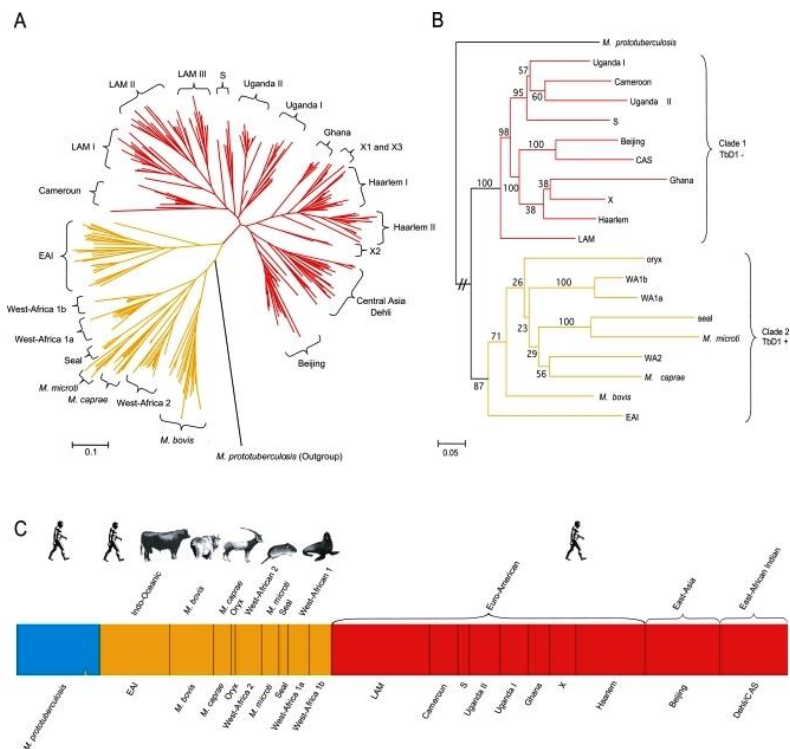 A
LAM III
S
LAM II
Uganda II
Uganda I
Ghana
X1 and X3
LAM I
Haarlem I
Cameroun
Haarlem II
EAI
X2
West-Africa 1b
Central Asia
Dehli
West-Africa 1a
Seal
Beijing
M. microti
M. caprae
West-Africa 2
M. bovis
0.1
M. prototuberculosis (Outgroup)
B
M. prototuberculosis
Uganda I
57
Cameroon
95
60
Uganda II
S
98
Beijing
100
CAS
Clade 1
TbD1 -
100
100
Ghana
38
X
38
Haarlem
LAM
oryx
26
WA1b
100
WA1a
seal
100
23
M. microti
Clade 2
TbD1 +
71
29
WA2
56
M. caprae
87
M. bovis
EAI
0.05
C
Indo-Oceanic
M. bovis
M. caprae
Oryx
West-African 2
M. microti
Seal
West-African 1
Euro-American
East-Asia
East-African Indian
M. prototuberculosis
EAI
M. bovis
M. caprae
Oryx
West-Africa 2
M. microti
Seal
West-Africa 1a
West-Africa 1b
LAM
Cameroun
S
Uganda II
Uganda I
Ghana
X
Haarlem
Beijing
Dehli/CAS